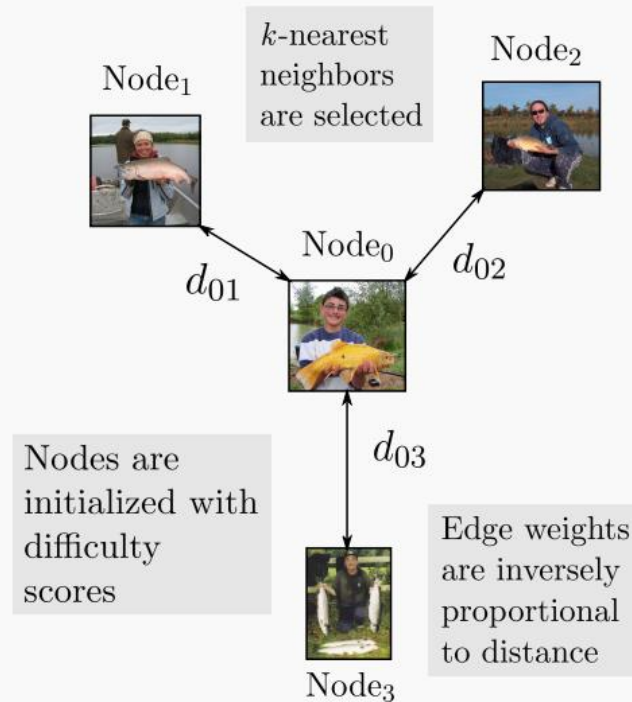 k-nearest
neighbors
are selected
Node₁
Node₂
Node₀
d₀₁
d₀₂
d₀₃
Nodes are
initialized with
difficulty
scores
Edge weights
are inversely
proportional
to distance
Node₃